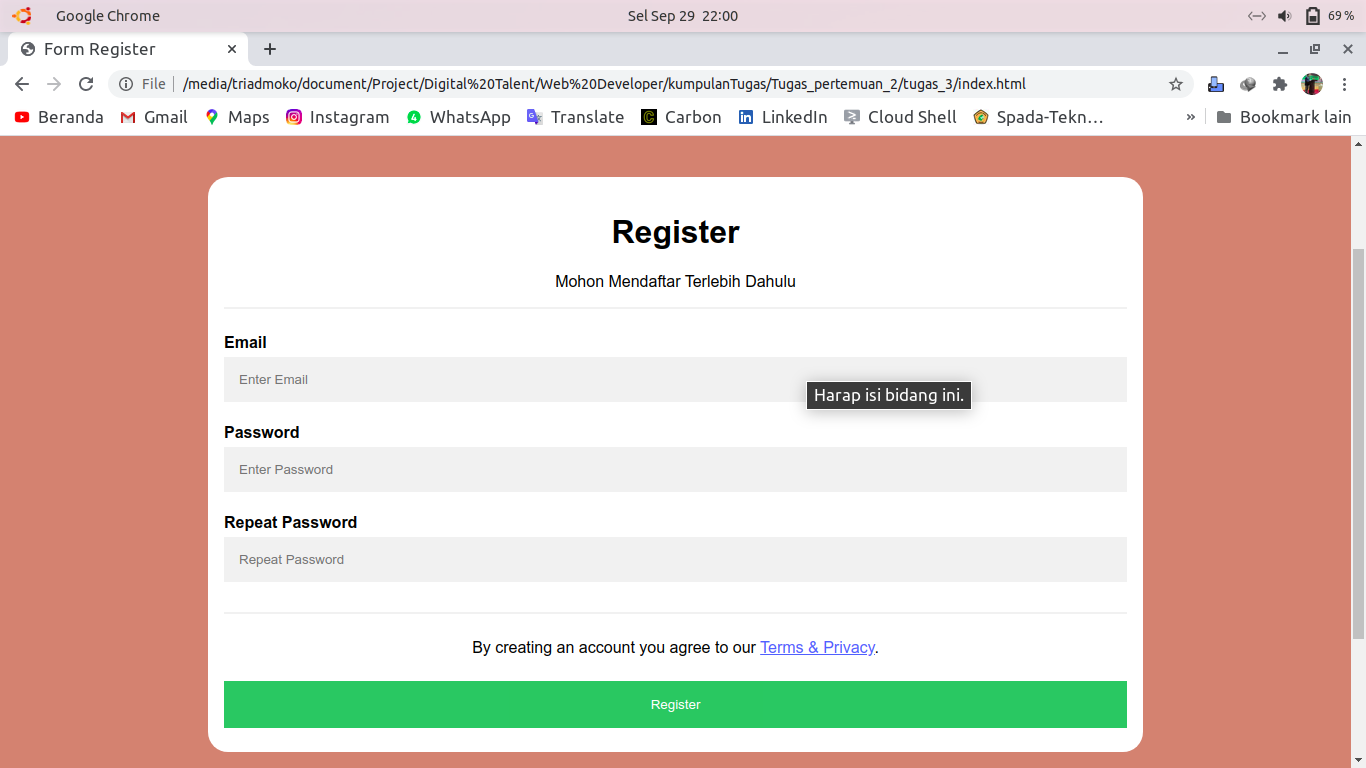 Google Chrome
Sel Sep 29 22:00
69 %
Form Register
File
/media/triadmoko/document/Project/Digital%20Talent/Web%20Developer/kumpulanTugas/Tugas_pertemuan_2/tugas_3/index.html
Beranda Gmail Maps Instagram WhatsApp Translate Carbon LinkedIn Cloud Shell Spada-Tekn… » Bookmark lain
Register
Mohon Mendaftar Terlebih Dahulu
Email
Enter Email
Harap isi bidang ini.
Password
Enter Password
Repeat Password
Repeat Password
By creating an account you agree to our Terms & Privacy.
Register